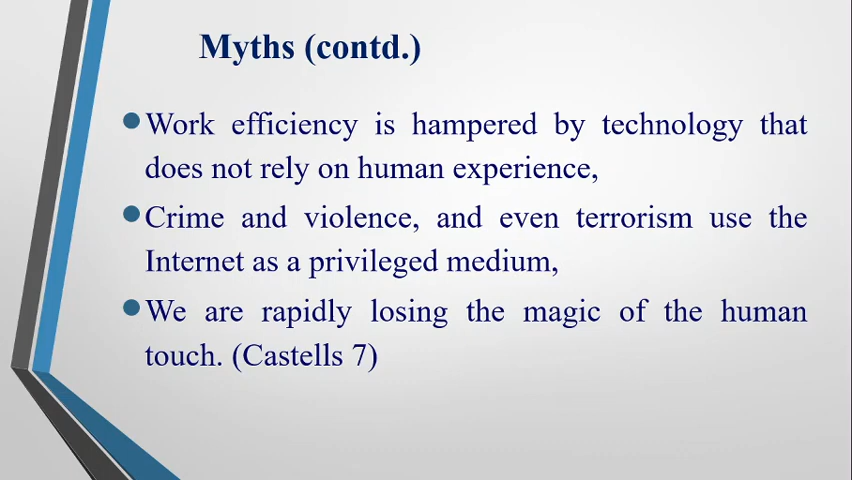 Myths (contd.)
Work efficiency is hampered by technology that
does not rely on human experience,
Crime and violence, and even terrorism use the
Internet as a privileged medium,
We are rapidly losing the magic of the human
touch. (Castells 7)